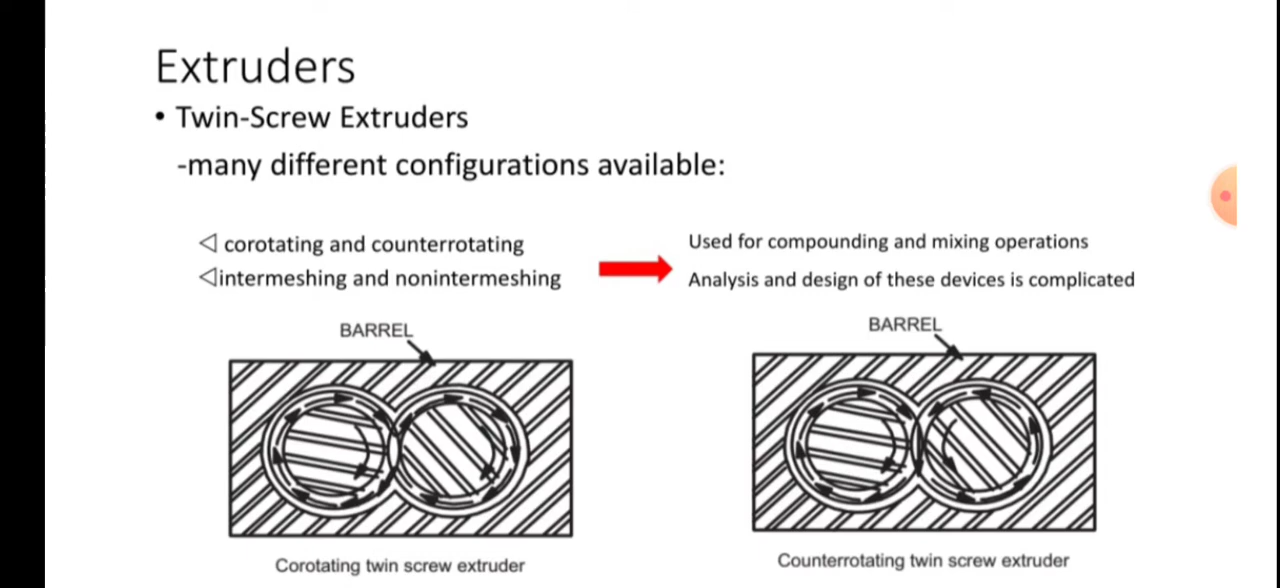 Extruders
• Twin-Screw Extruders
-many different configurations available:
corotating and counterrotating
intermeshing and nonintermeshing
Used for compounding and mixing operations
Analysis and design of these devices is complicated
BARREL
BARREL
Corotating twin screw extruder
Counterrotating twin screw extruder